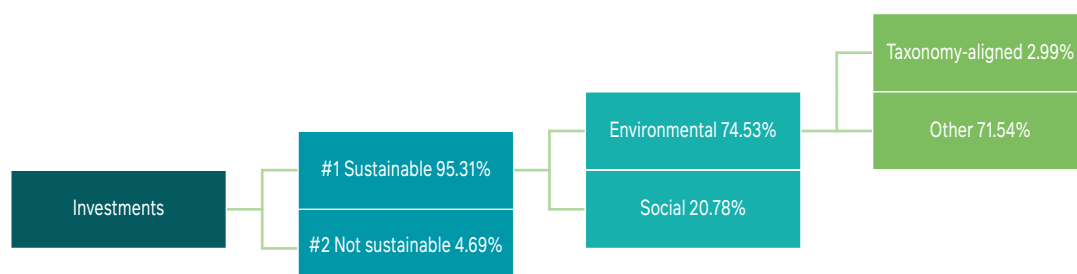 Investments
#1 Sustainable 95.31%
#2 Not sustainable 4.69%
Environmental 74.53%
Social 20.78%
Taxonomy-aligned 2.99%
Other 71.54%